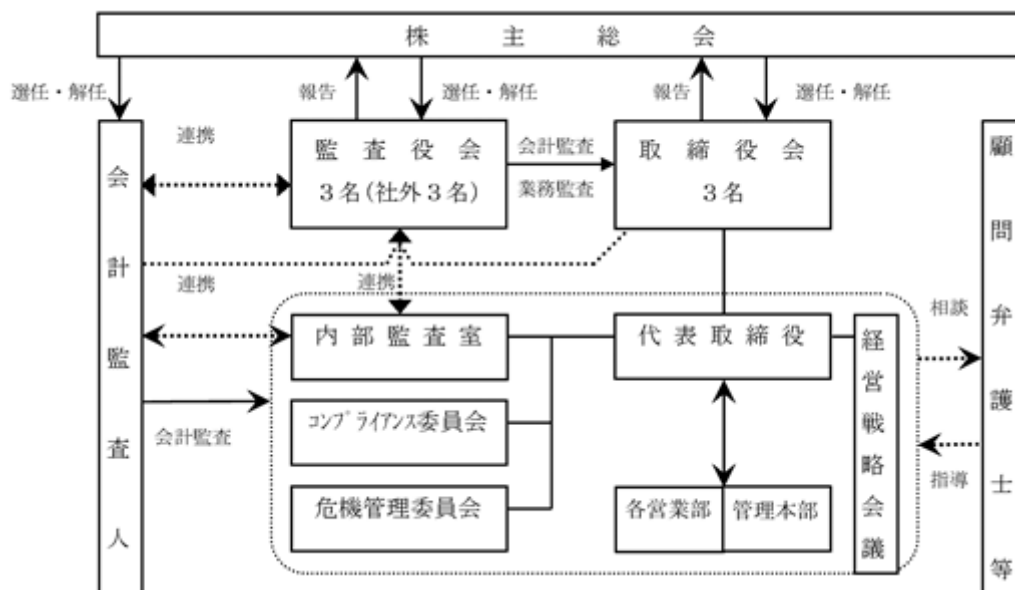 株主総会
選任・解任
報告
選任・解任
報告
選任・解任
会計監査人
連携
監査役会
3名(社外3名)
会計監査
業務監査
取締役会
3名
顧問弁護士等
連携
連携
内部監査室
代表取締役
経営戦略会議
相談
会計監査
コンプライアンス委員会
指導
危機管理委員会
各営業部
管理本部